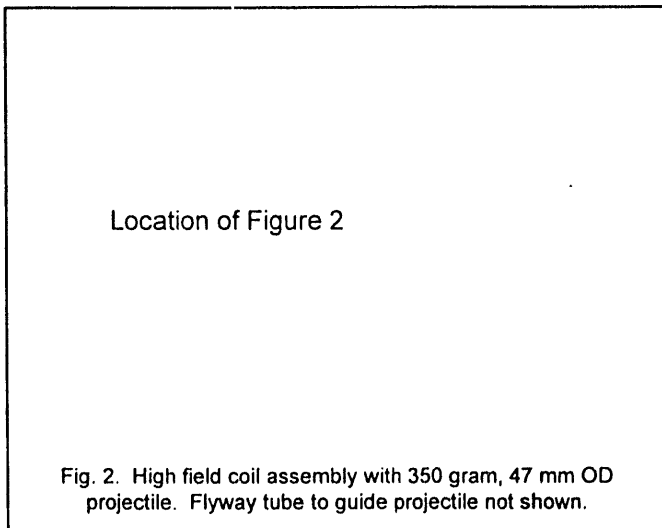 Location of Figure 2
Fig. 2. High field coil assembly with 350 gram, 47 mm OD
projectile. Flyway tube to guide projectile not shown.